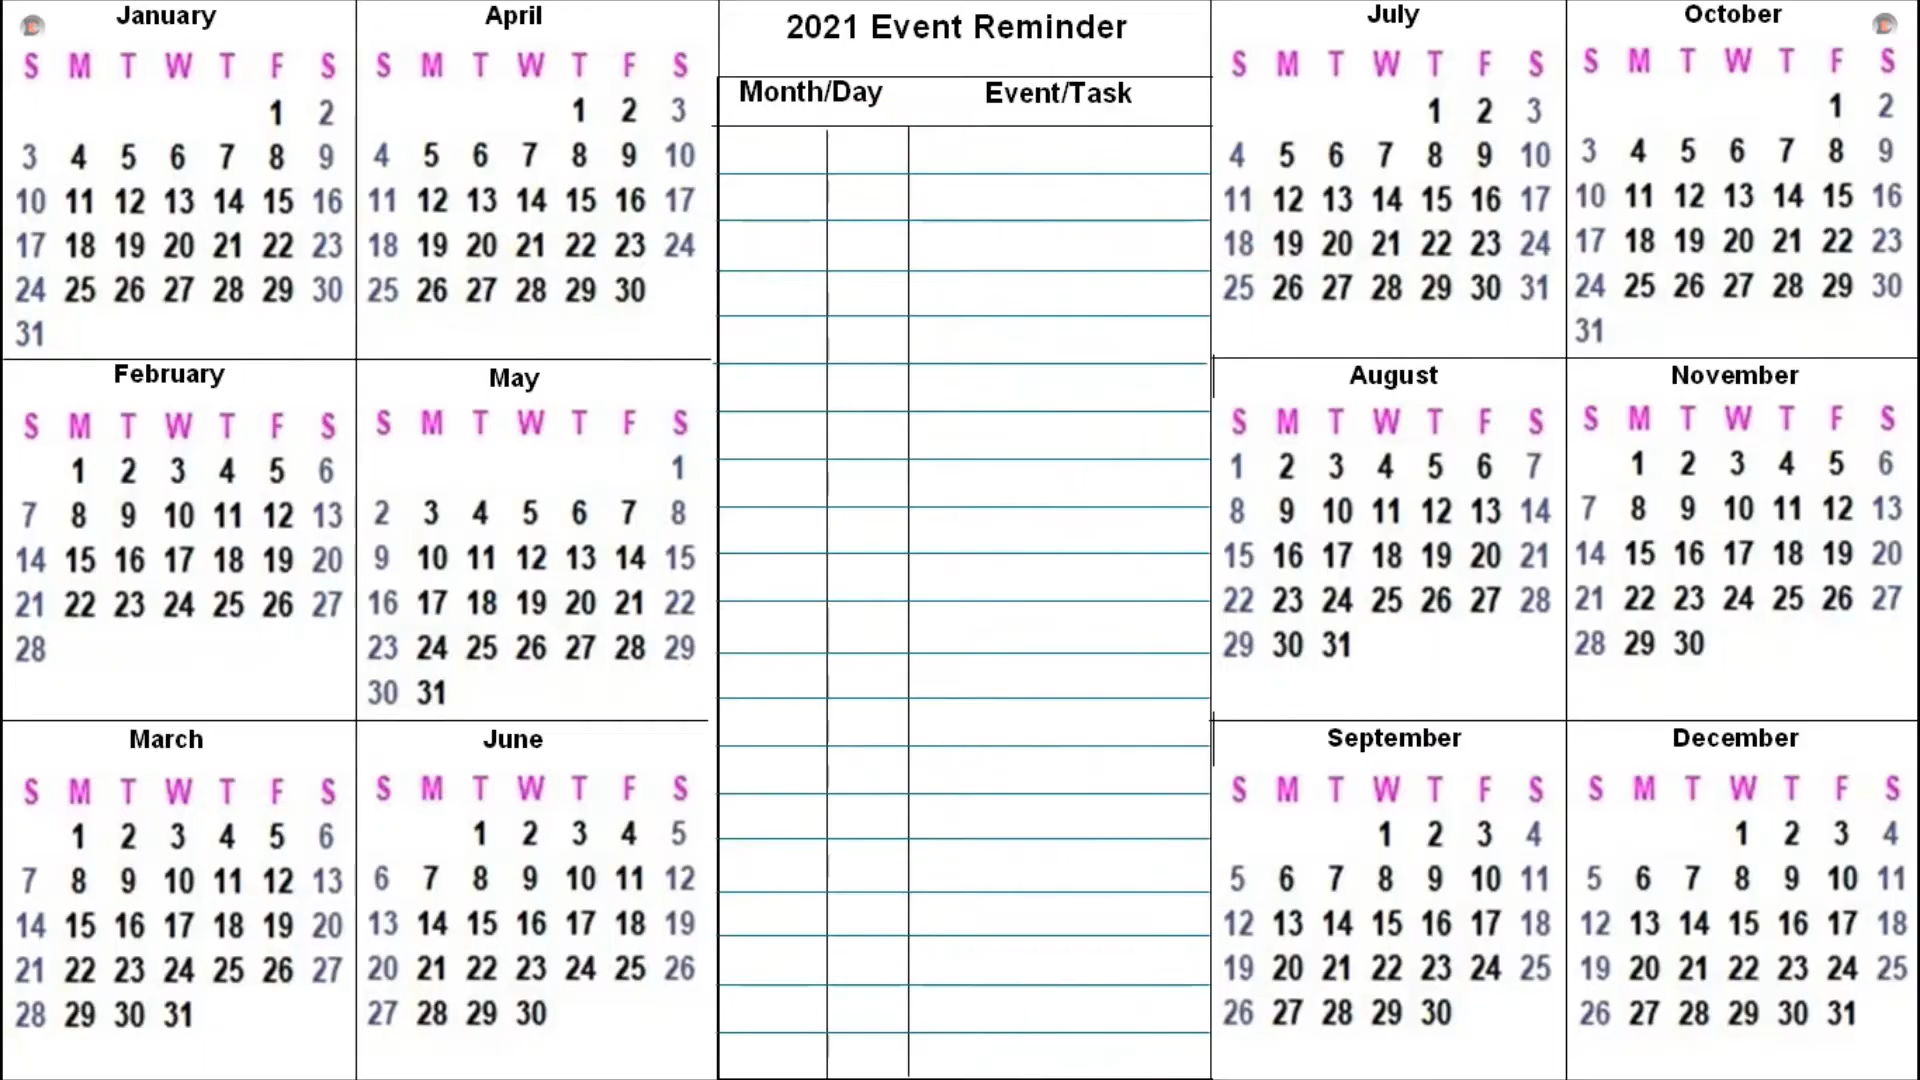 January
S M T W T F S
1 2
3 4 5 6 7 8 9
10 11 12 13 14 15 16
17 18 19 20 21 22 23
24 25 26 27 28 29 30
31
February
S M T W T F S
1 2 3 4 5 6
7 8 9 10 11 12 13
14 15 16 17 18 19 20
21 22 23 24 25 26 27
28
March
S M T W T F S
1 2 3 4 5 6
7 8 9 10 11 12 13
14 15 16 17 18 19 20
21 22 23 24 25 26 27
28 29 30 31
April
S M T W T F S
1 2 3
4 5 6 7 8 9 10
11 12 13 14 15 16 17
18 19 20 21 22 23 24
25 26 27 28 29 30
May
S M T W T F S
1
2 3 4 5 6 7 8
9 10 11 12 13 14 15
16 17 18 19 20 21 22
23 24 25 26 27 28 29
30 31
June
S M T W T F S
1 2 3 4 5
6 7 8 9 10 11 12
13 14 15 16 17 18 19
20 21 22 23 24 25 26
27 28 29 30
2021 Event Reminder
Month/Day Event/Task
July
S M T W T F S
1 2 3
4 5 6 7 8 9 10
11 12 13 14 15 16 17
18 19 20 21 22 23 24
25 26 27 28 29 30 31
August
S M T W T F S
1 2 3 4 5 6 7
8 9 10 11 12 13 14
15 16 17 18 19 20 21
22 23 24 25 26 27 28
29 30 31
September
S M T W T F S
1 2 3 4
5 6 7 8 9 10 11
12 13 14 15 16 17 18
19 20 21 22 23 24 25
26 27 28 29 30
October
S M T W T F S
1 2
3 4 5 6 7 8 9
10 11 12 13 14 15 16
17 18 19 20 21 22 23
24 25 26 27 28 29 30
31
November
S M T W T F S
1 2 3 4 5 6
7 8 9 10 11 12 13
14 15 16 17 18 19 20
21 22 23 24 25 26 27
28 29 30
December
S M T W T F S
1 2 3 4
5 6 7 8 9 10 11
12 13 14 15 16 17 18
19 20 21 22 23 24 25
26 27 28 29 30 31